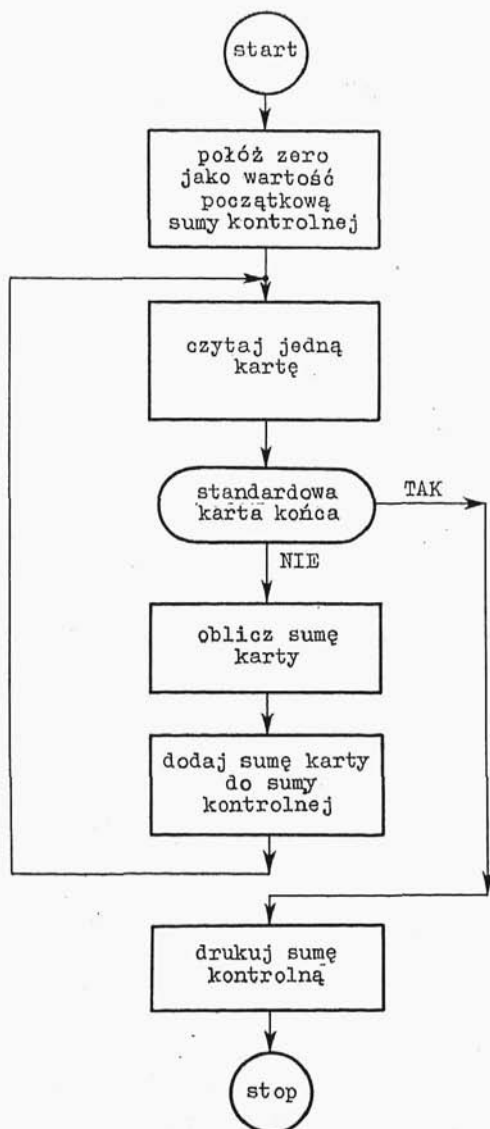 start
połóż zero
jako wartość
początkową
sumy kontrolnej
czytaj jedną
kartę
standardowa
karta końca
TAK
NIE
oblicz sumę
karty
dodaj sumę karty
do sumy
kontrolnej
drukuj sumę
kontrolną
stop